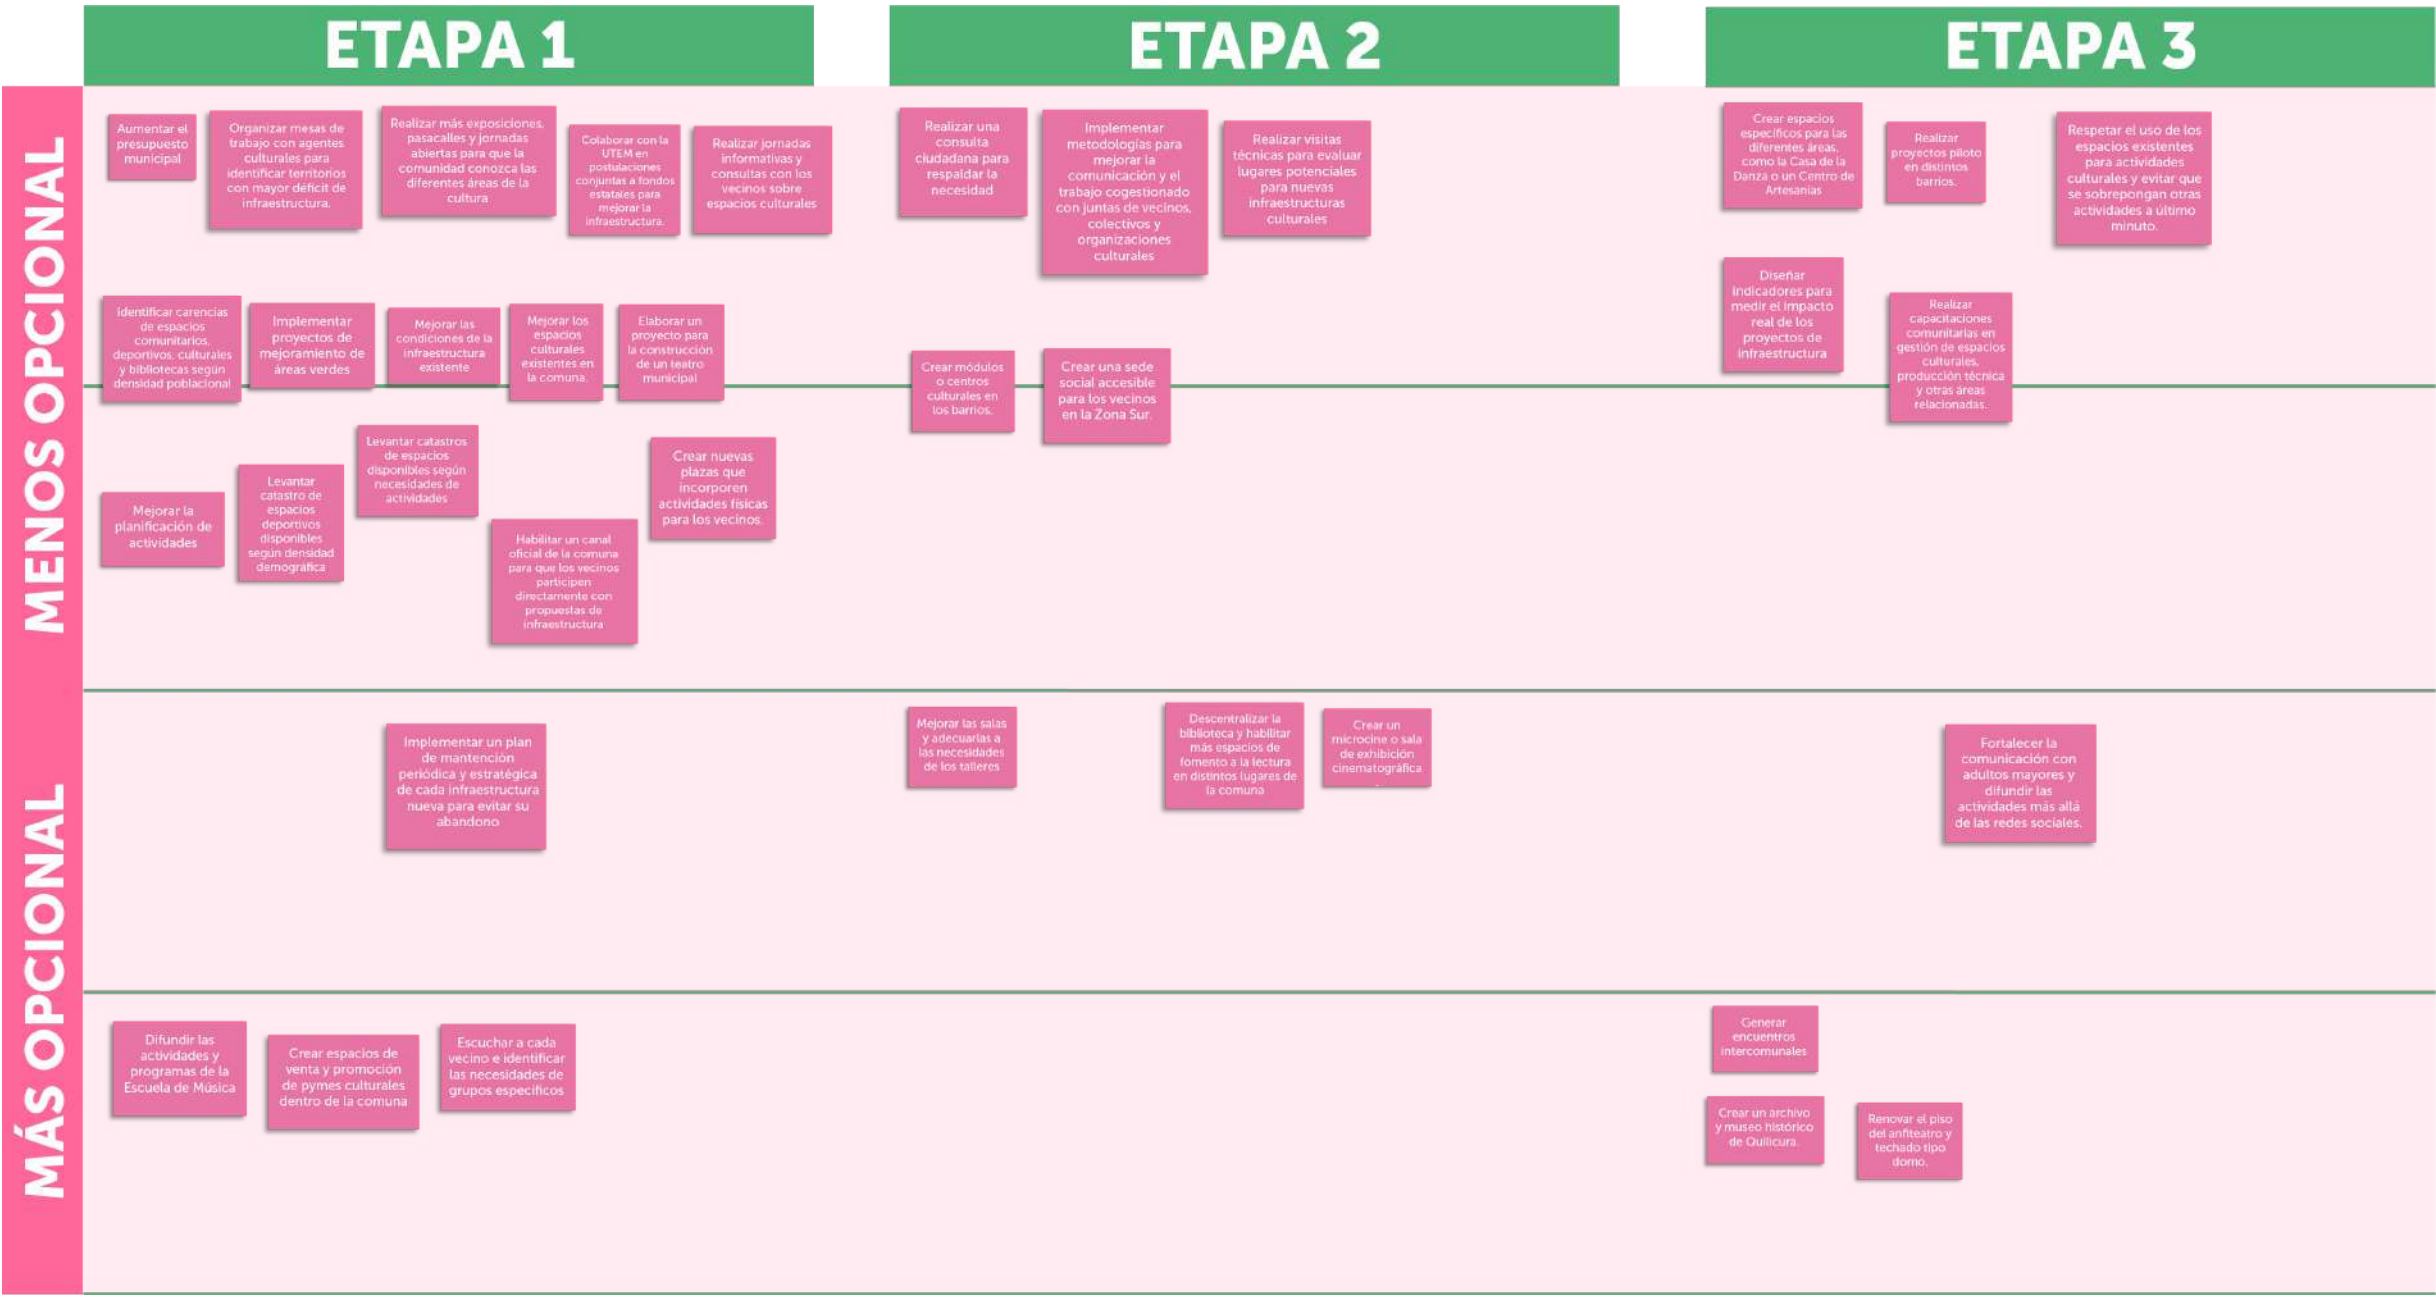 ETAPA 1
ETAPA 2
ETAPA 3
MENOS OPCIONAL
Aumentar el
presupuesto
municipal
Organizar mesas de
trabajo con agentes
culturales para
identificar territorios
con mayor déficit de
infraestructura.
Realizar más exposiciones,
pasacalles y jornadas
abiertas para que la
comunidad conozca las
diferentes áreas de la
cultura
Colaborar con la
UTEM en
postulaciones
conjuntas a fondos
estatales para
mejorar la
infraestructura.
Realizar jornadas
informativas y
consultas con los
vecinos sobre
espacios culturales
Realizar una
consulta
ciudadana para
respaldar la
necesidad
Implementar
metodologías para
mejorar la
comunicación y el
trabajo cogestionado
con juntas de vecinos,
colectivos y
organizaciones
culturales
Realizar visitas
técnicas para evaluar
lugares potenciales
para nuevas
infraestructuras
culturales
Crear espacios
específicos para las
diferentes áreas,
como la Casa de la
Danza o un Centro de
Artesanías
Realizar
proyectos piloto
en distintos
barrios.
Respetar el uso de los
espacios existentes
para actividades
culturales y evitar que
se sobrepongan otras
actividades a último
minuto.
Identificar carencias
de espacios
comunitarios,
deportivos, culturales
y bibliotecas según
densidad poblacional
Implementar
proyectos de
mejoramiento de
áreas verdes
Mejorar las
condiciones de la
infraestructura
existente
Mejorar los
espacios
culturales
existentes en
la comuna.
Elaborar un
proyecto para
la construcción
de un teatro
municipal
Crear módulos
o centros
culturales en
los barrios.
Crear una sede
social accesible
para los vecinos
en la Zona Sur.
Diseñar
indicadores para
medir el impacto
real de los
proyectos de
infraestructura
Realizar
capacitaciones
comunitarias en
gestión de espacios
culturales,
producción técnica
y otras áreas
relacionadas.
Mejorar la
planificación de
actividades
Levantar
catastro de
espacios
deportivos
disponibles
según densidad
demográfica
Levantar catastros
de espacios
disponibles según
necesidades de
actividades
Habilitar un canal
oficial de la comuna
para que los vecinos
participen
directamente con
propuestas de
infraestructura
Crear nuevas
plazas que
incorporen
actividades físicas
para los vecinos.
MÁS OPCIONAL
Implementar un plan
de mantención
periódica y estratégica
de cada infraestructura
nueva para evitar su
abandono
Mejorar las salas
y adecuarlas a
las necesidades
de los talleres
Descentralizar la
biblioteca y habilitar
más espacios de
fomento a la lectura
en distintos lugares de
la comuna
Crear un
microcine o sala
de exhibición
cinematográfica
.
Fortalecer la
comunicación con
adultos mayores y
difundir las
actividades más allá
de las redes sociales.
Difundir las
actividades y
programas de la
Escuela de Música
Crear espacios de
venta y promoción
de pymes culturales
dentro de la comuna
Escuchar a cada
vecino e identificar
las necesidades de
grupos específicos
Generar
encuentros
intercomunales
Crear un archivo
y museo histórico
de Quilicura.
Renovar el piso
del anfiteatro y
techado tipo
domo.